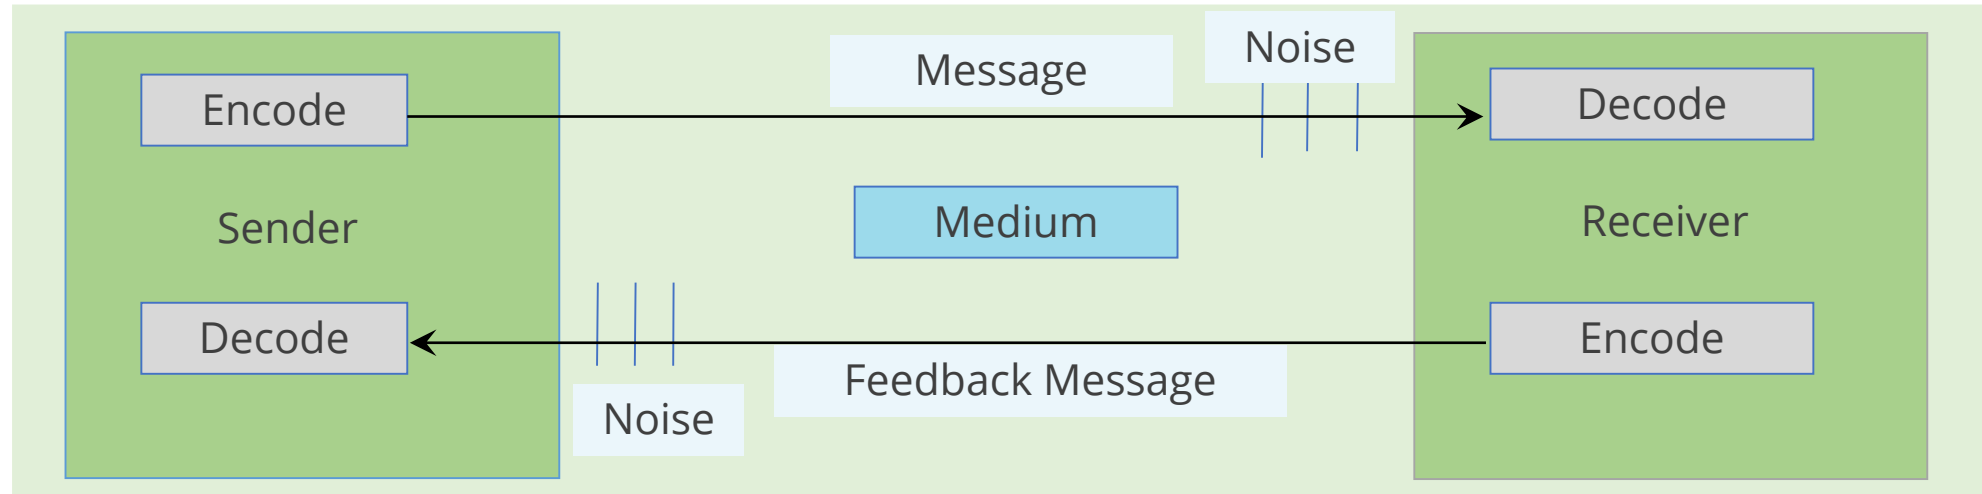 Noise
Message
Encode
Decode
Sender
Medium
Receiver
Decode
Encode
Feedback Message
Noise